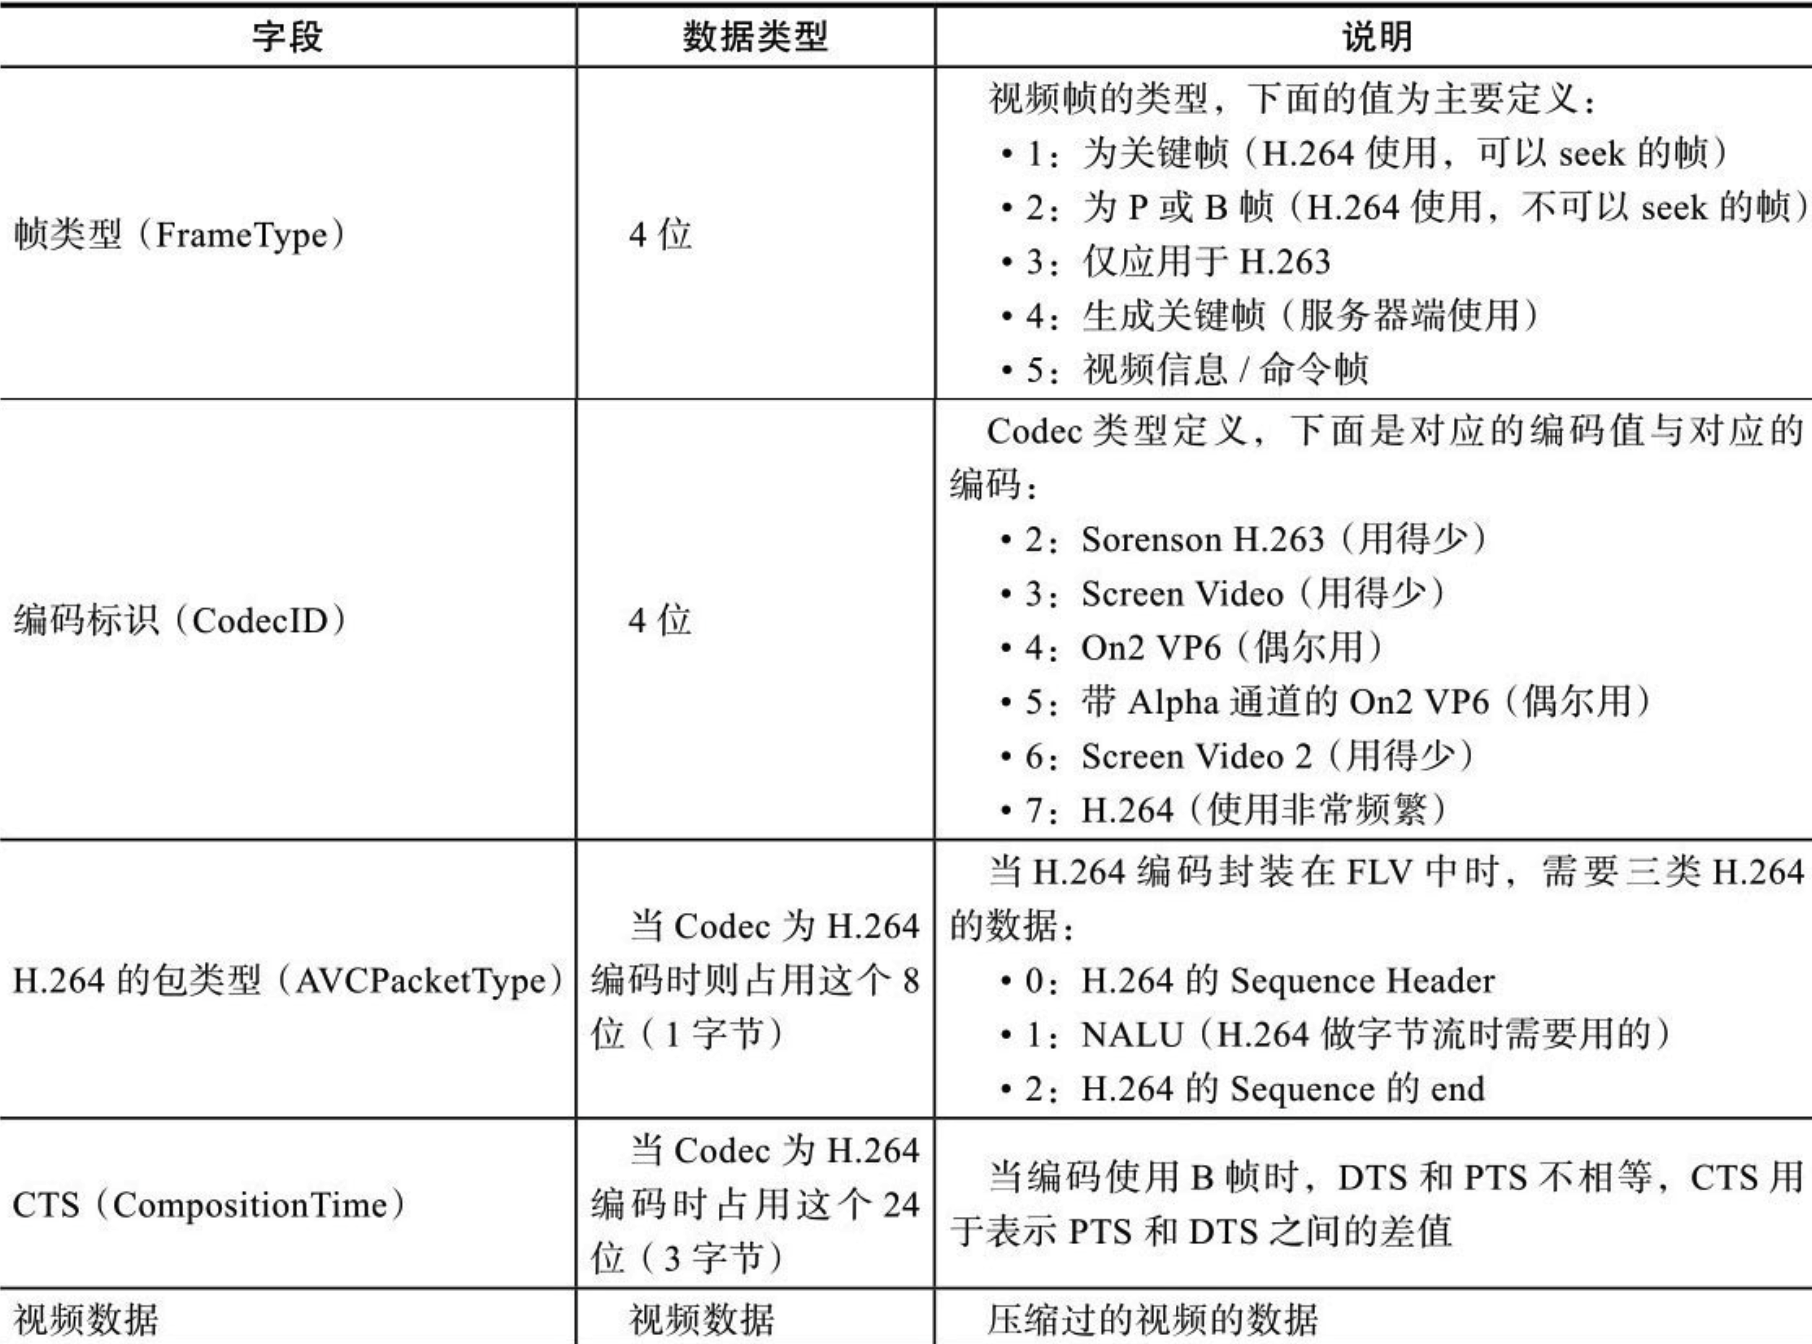 字段 数据类型 说明
视频帧的类型，下面的值为主要定义：
• 1：为关键帧（H.264 使用，可以 seek 的帧）
• 2：为 P 或 B 帧（H.264 使用，不可以 seek 的帧）
帧类型（FrameType） 4 位
• 3：仅应用于 H.263
• 4：生成关键帧（服务器端使用）
• 5：视频信息 / 命令帧
Codec 类型定义，下面是对应的编码值与对应的
编码：
• 2：Sorenson H.263（用得少）
• 3：Screen Video（用得少）
编码标识（CodecID） 4 位
• 4：On2 VP6（偶尔用）
• 5：带 Alpha 通道的 On2 VP6（偶尔用）
• 6：Screen Video 2（用得少）
• 7：H.264（使用非常频繁）
H.264 的包类型（AVCPacketType）
当 Codec 为 H.264
编码时则占用这个 8
位（1 字节）
当 H.264 编码封装在 FLV 中时，需要三类 H.264
的数据：
• 0：H.264 的 Sequence Header
• 1：NALU（H.264 做字节流时需要用的）
• 2：H.264 的 Sequence 的 end
CTS（CompositionTime）
当 Codec 为 H.264
编码时占用这个 24
位（3 字节）
当编码使用 B 帧时，DTS 和 PTS 不相等，CTS 用
于表示 PTS 和 DTS 之间的差值
视频数据 视频数据 压缩过的视频的数据